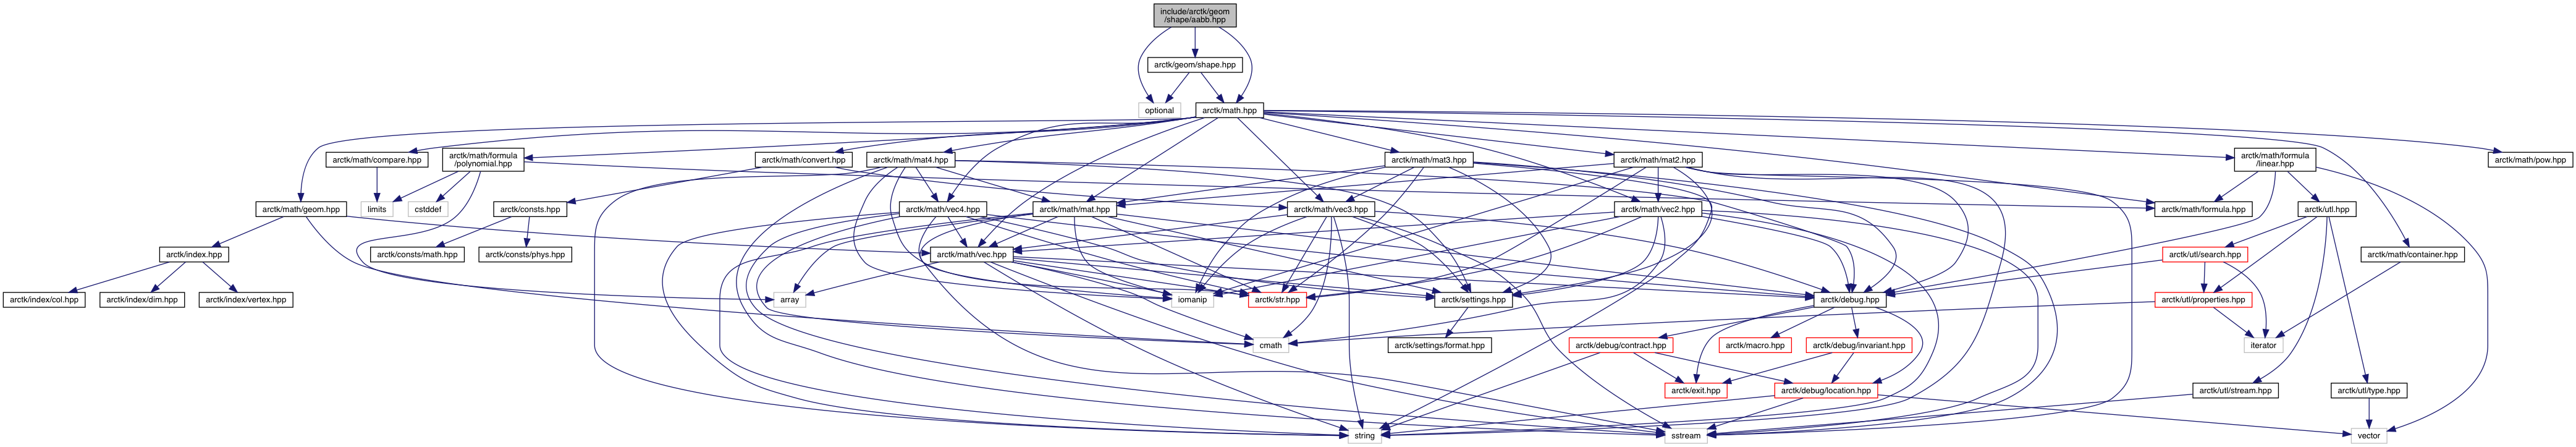 include/arctk/geom
/shape/aabb.hpp
arctk/geom/shape.hpp
optional
arctk/math.hpp
arctk/math/compare.hpp
arctk/math/formula
/polynomial.hpp
arctk/math/convert.hpp
arctk/math/mat4.hpp
arctk/math/mat3.hpp
arctk/math/mat2.hpp
arctk/math/formula
/linear.hpp
arctk/math/pow.hpp
arctk/math/geom.hpp
limits
cstddef
arctk/consts.hpp
arctk/math/vec4.hpp
arctk/math/mat.hpp
arctk/math/vec3.hpp
arctk/math/vec2.hpp
arctk/math/formula.hpp
arctk/utl.hpp
arctk/index.hpp
arctk/consts/math.hpp
arctk/consts/phys.hpp
arctk/math/vec.hpp
arctk/utl/search.hpp
arctk/math/container.hpp
arctk/index/col.hpp
arctk/index/dim.hpp
arctk/index/vertex.hpp
array
iomanip
arctk/str.hpp
arctk/settings.hpp
arctk/debug.hpp
arctk/utl/properties.hpp
cmath
arctk/settings/format.hpp
arctk/debug/contract.hpp
arctk/macro.hpp
arctk/debug/invariant.hpp
iterator
arctk/exit.hpp
arctk/debug/location.hpp
arctk/utl/stream.hpp
arctk/utl/type.hpp
string
sstream
vector